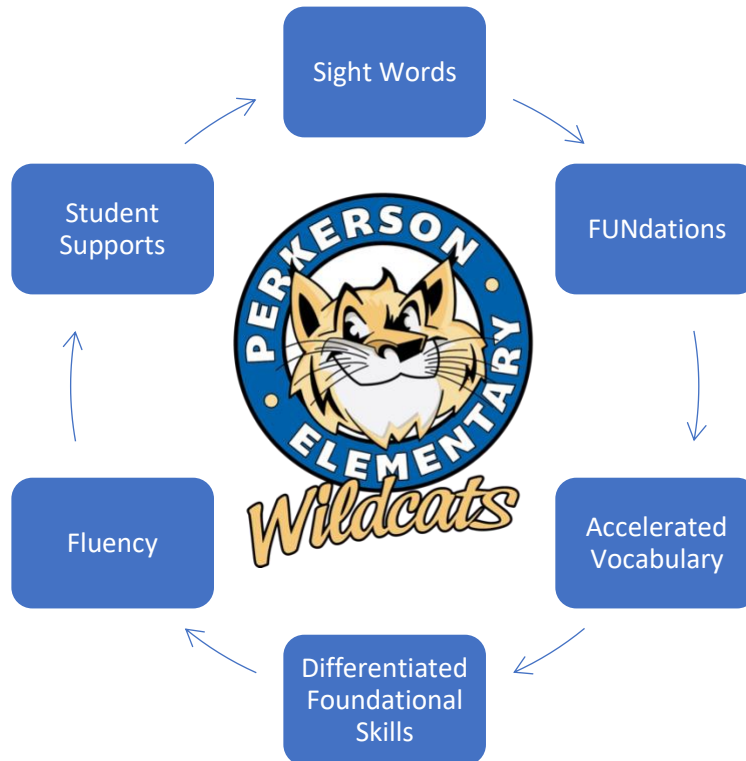 Sight Words
FUNdations
Accelerated
Vocabulary
Differentiated
Foundational
Skills
Fluency
Student
Supports
PERKERSON
ELEMENTARY
Wildcats